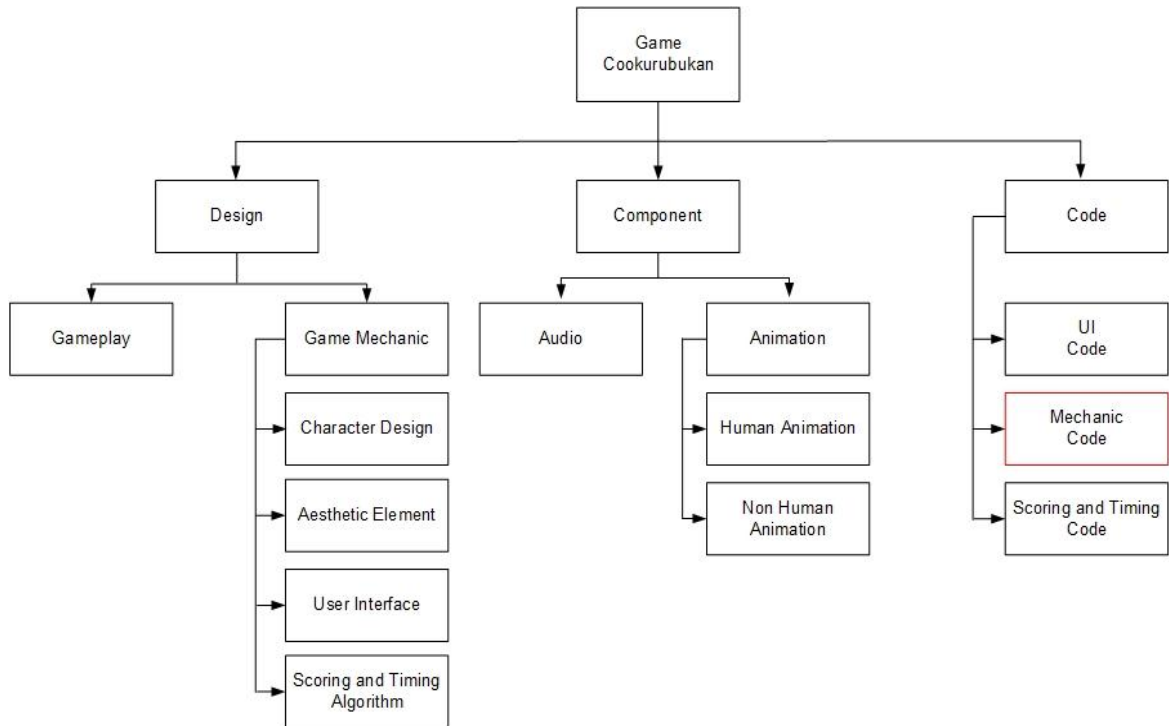 Game
Cookurubukan
Design
Component
Code
Gameplay
Game Mechanic
Audio
Animation
UI
Code
Character Design
Human Animation
Mechanic
Code
Aesthetic Element
Non Human
Animation
Scoring and Timing
Code
User Interface
Scoring and Timing
Algorithm